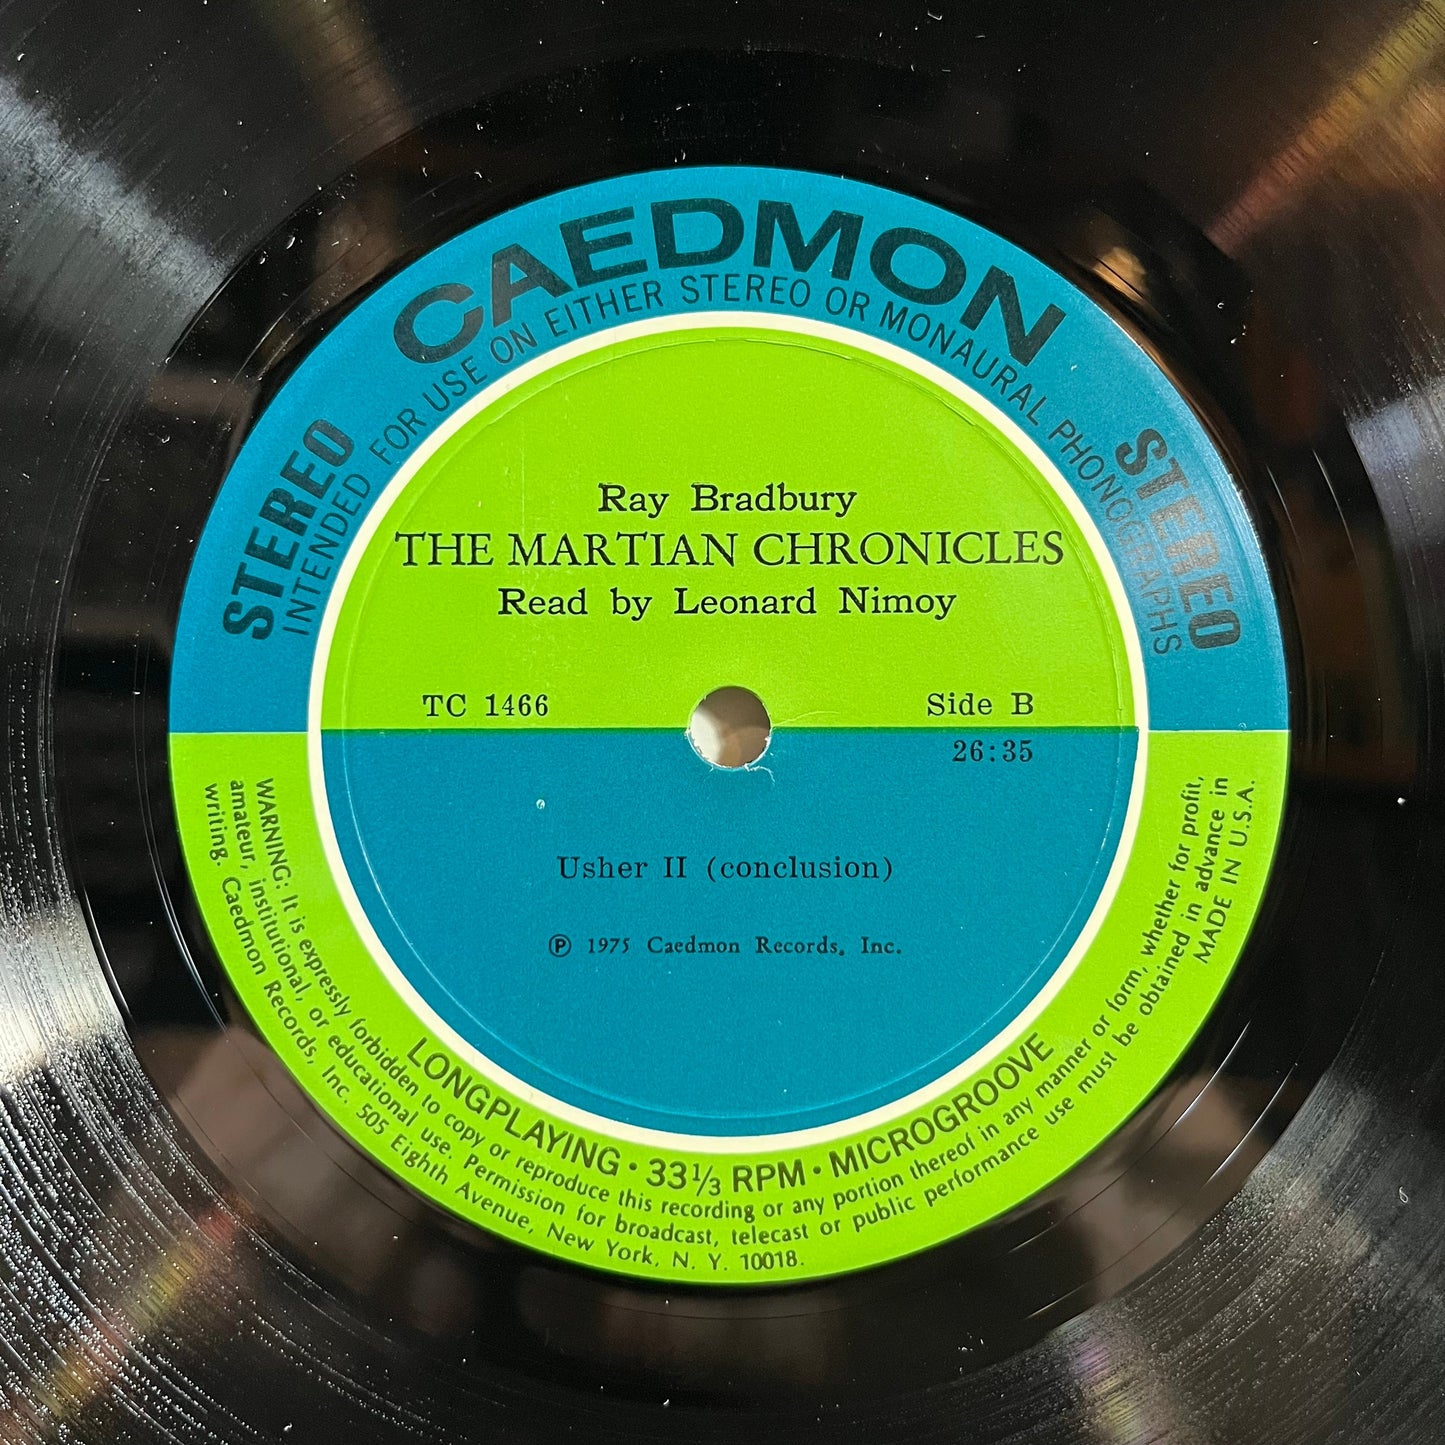 CAEDMON
STEREO
INTENDED FOR USE ON EITHER STEREO OR MONAURAL PHONOGRAPHS
STEREO
Ray Bradbury
THE MARTIAN CHRONICLES
Read by Leonard Nimoy
TC 1466
Side B
26:35
Usher II (conclusion)
Ⓟ 1975 Caedmon Records, Inc.
LONGPLAYING · 33⅓ RPM · MICROGROOVE
WARNING: It is expressly forbidden to copy or reproduce this recording or any portion thereof in any manner or form, whether for profit,
amateur, institutional, or educational use. Permission for broadcast, telecast or public performance use must be obtained in advance in
writing. Caedmon Records, Inc. 505 Eighth Avenue, New York, N. Y. 10018.
MADE IN U.S.A.